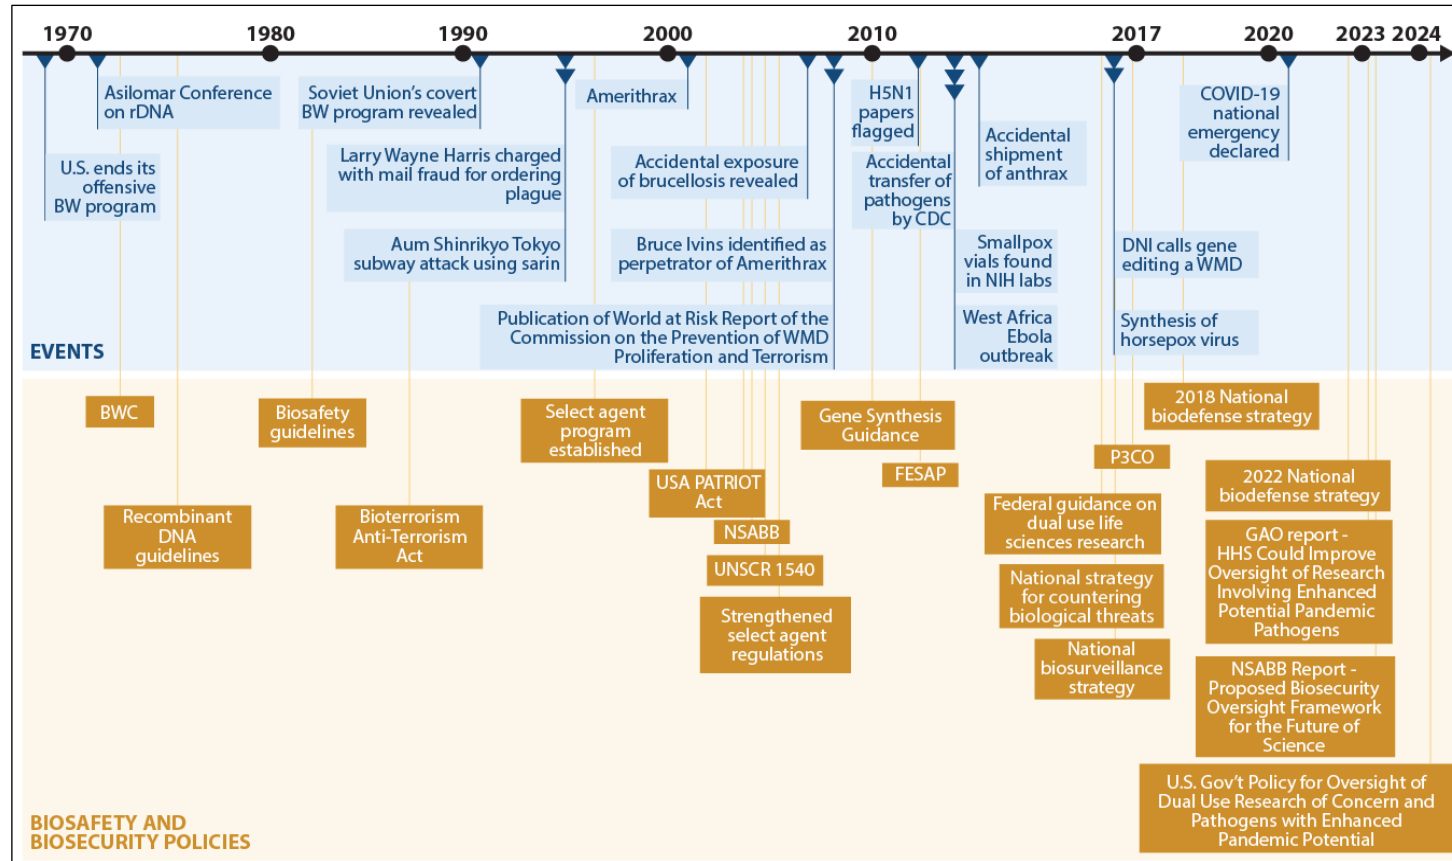 1970
1980
1990
2000
2010
2017
2020
2023
2024
Asilomar Conference
on rDNA
U.S. ends its
offensive
BW program
Soviet Union’s covert
BW program revealed
Larry Wayne Harris charged
with mail fraud for ordering
plague
Aum Shinrikyo Tokyo
subway attack using sarin
Amerithrax
Accidental exposure
of brucellosis revealed
Bruce Ivins identified as
perpetrator of Amerithrax
Publication of World at Risk Report of the
Commission on the Prevention of WMD
Proliferation and Terrorism
H5N1
papers
flagged
Accidental
transfer of
pathogens
by CDC
Accidental
shipment
of anthrax
Smallpox
vials found
in NIH labs
West Africa
Ebola
outbreak
DNI calls gene
editing a WMD
Synthesis of
horsepox virus
COVID-19
national
emergency
declared
EVENTS
BWC
Recombinant
DNA
guidelines
Biosafety
guidelines
Bioterrorism
Anti-Terrorism
Act
Select agent
program
established
USA PATRIOT
Act
NSABB
UNSCR 1540
Strengthened
select agent
regulations
Gene Synthesis
Guidance
FESAP
Federal guidance on
dual use life
sciences research
National strategy
for countering
biological threats
National
biosurveillance
strategy
P3CO
2018 National
biodefense strategy
2022 National
biodefense strategy
GAO report -
HHS Could Improve
Oversight of Research
Involving Enhanced
Potential Pandemic
Pathogens
NSABB Report -
Proposed Biosecurity
Oversight Framework
for the Future of
Science
U.S. Gov’t Policy for Oversight of
Dual Use Research of Concern and
Pathogens with Enhanced
Pandemic Potential
BIOSAFETY AND
BIOSECURITY POLICIES